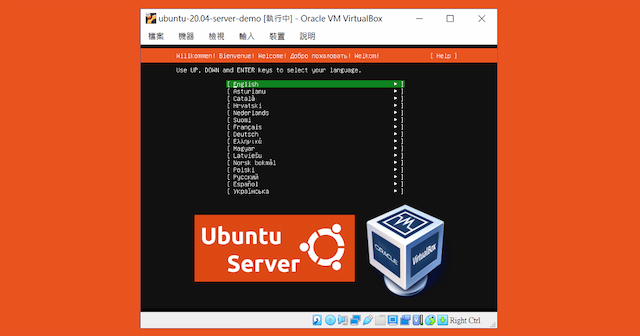 ubuntu-20.04-server-demo [執行中] - Oracle VM VirtualBox
檔案 機器 檢視 輸入 裝置 說明
Willkommen! Bienvenue! Welcome! Добро пожаловать! Welkom! [ Help ]
Use UP, DOWN and ENTER keys to select your language.
[ English ► ]
[ Asturianu ► ]
[ Català ► ]
[ Hrvatski ► ]
[ Nederlands ► ]
[ Suomi ► ]
[ Français ► ]
[ Deutsch ► ]
[ Ελληνικά ► ]
[ Magyar ► ]
[ Latviešu ► ]
[ Norsk bokmål ► ]
[ Polski ► ]
[ Русский ► ]
[ Español ► ]
[ Українська ► ]
Ubuntu
Server
ORACLE
VirtualBox
Right Ctrl